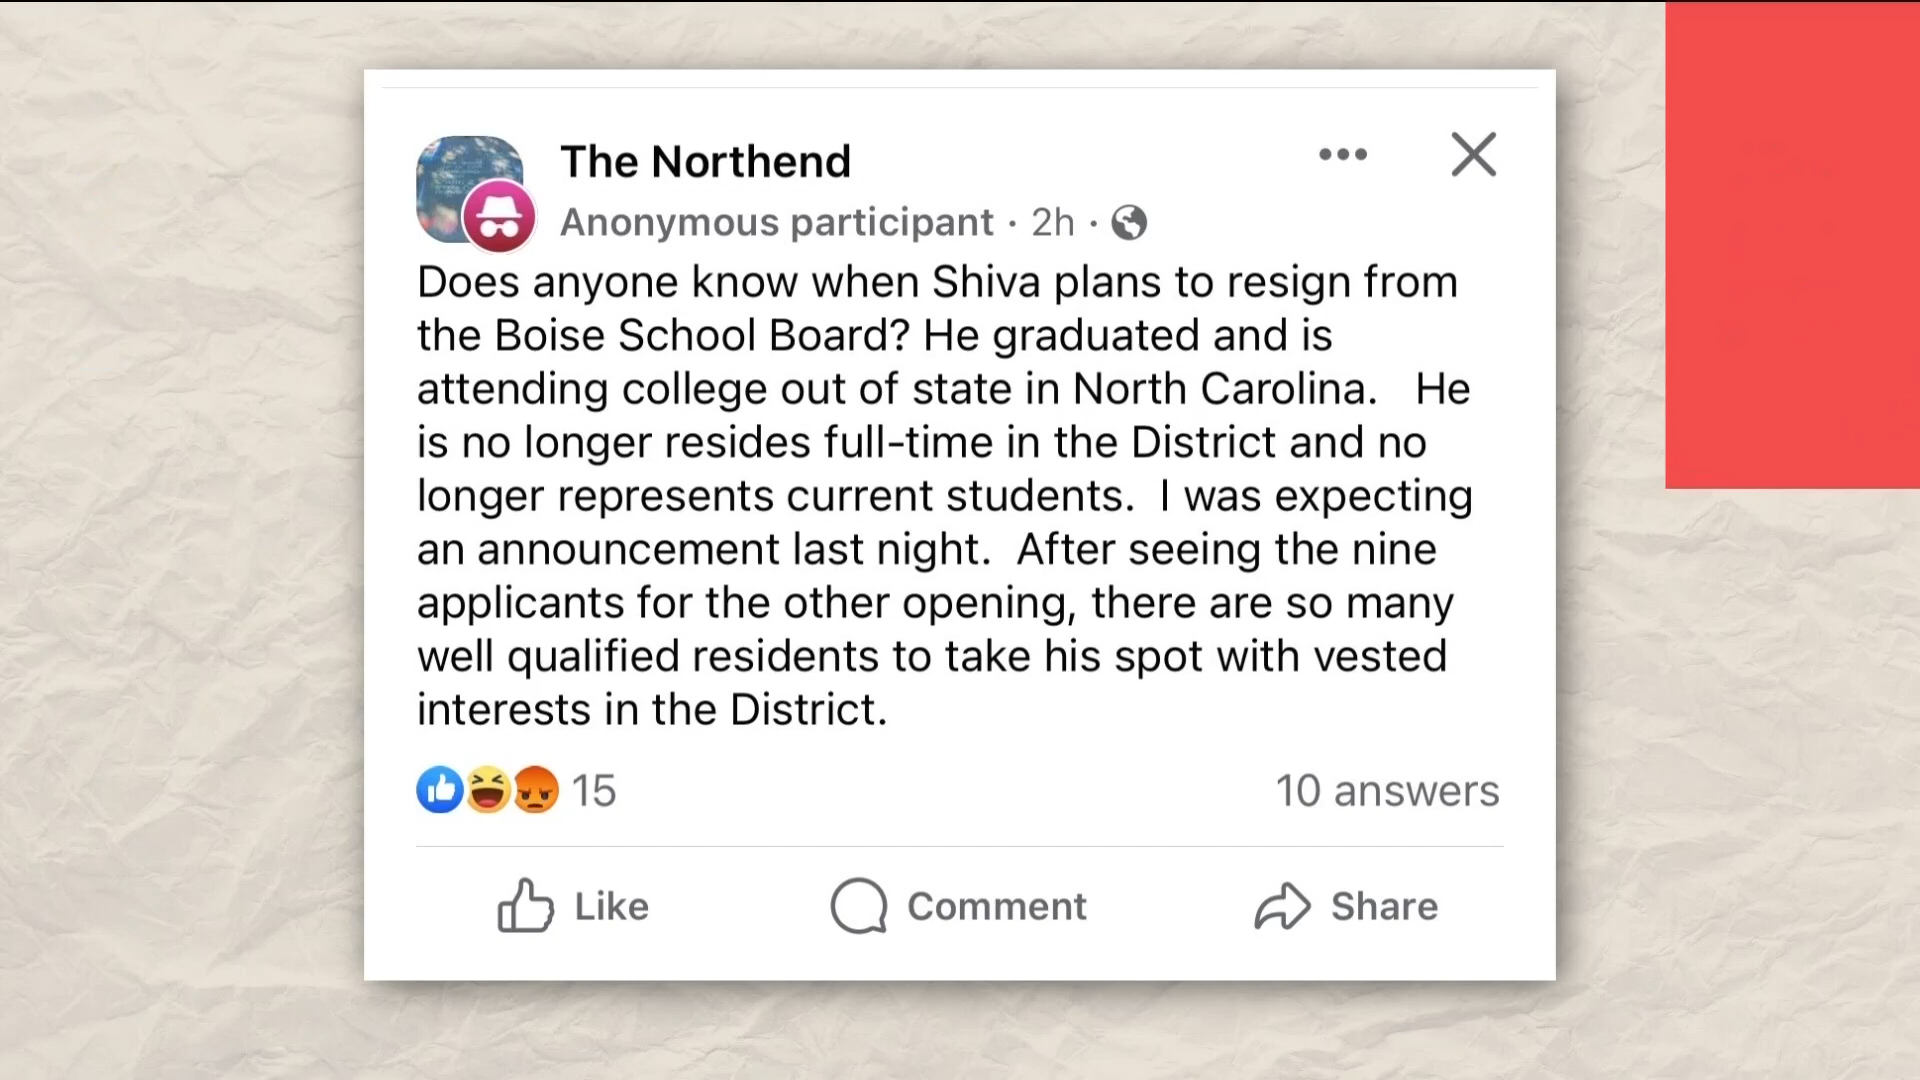 The Northend
Anonymous participant · 2h ·
Does anyone know when Shiva plans to resign from
the Boise School Board? He graduated and is
attending college out of state in North Carolina.   He
is no longer resides full-time in the District and no
longer represents current students.  I was expecting
an announcement last night.  After seeing the nine
applicants for the other opening, there are so many
well qualified residents to take his spot with vested
interests in the District.
15
10 answers
Like
Comment
Share